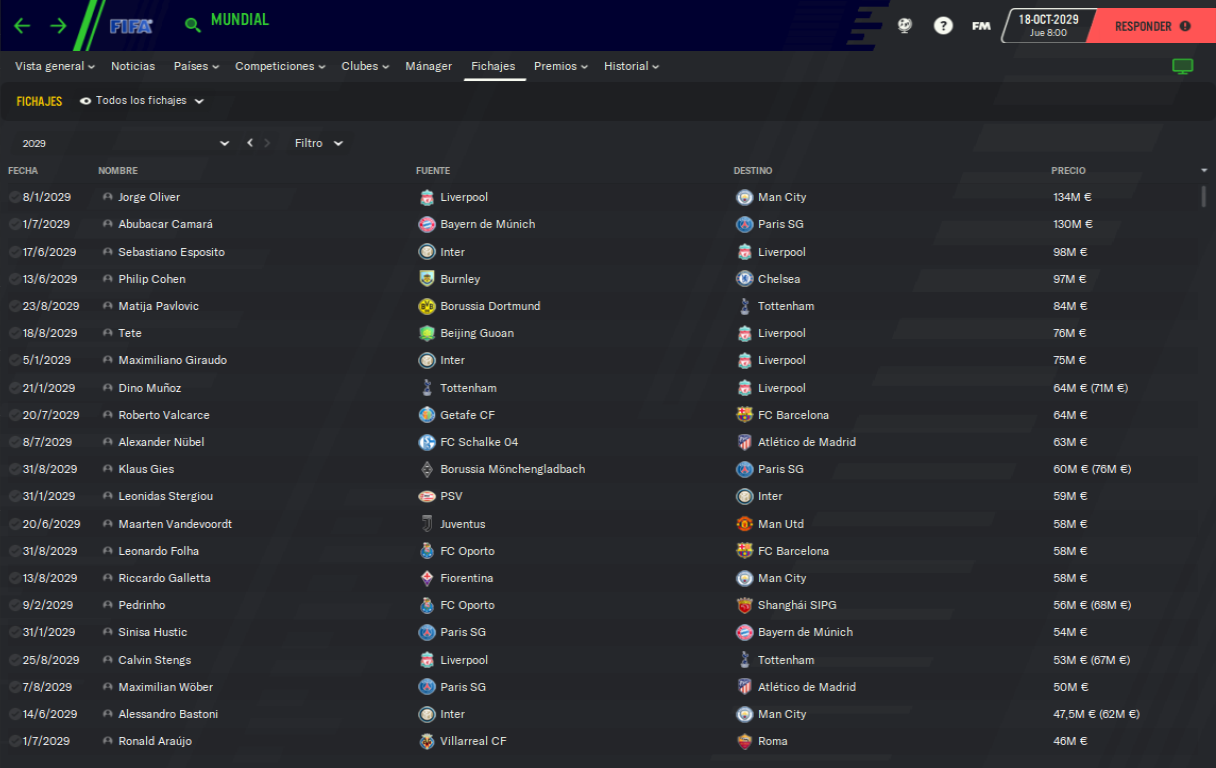 FIFA MUNDIAL ? FM 18-OCT-2029 RESPONDER
Jue 8:00
Vista general Noticias Países Competiciones Clubes Mánager Fichajes Premios Historial
FICHAJES Todos los fichajes
2029 Filtro
FECHA NOMBRE FUENTE DESTINO PRECIO
8/1/2029 Jorge Oliver Liverpool Man City 134M €
1/7/2029 Abubacar Camará Bayern de Múnich Paris SG 130M €
17/6/2029 Sebastiano Esposito Inter Liverpool 98M €
13/6/2029 Philip Cohen Burnley Chelsea 97M €
23/8/2029 Matija Pavlovic Borussia Dortmund Tottenham 84M €
18/8/2029 Tete Beijing Guoan Liverpool 76M €
5/1/2029 Maximiliano Giraudo Inter Liverpool 75M €
21/1/2029 Dino Muñoz Tottenham Liverpool 64M € (71M €)
20/7/2029 Roberto Valcarce Getafe CF FC Barcelona 64M €
8/7/2029 Alexander Nübel FC Schalke 04 Atlético de Madrid 63M €
31/8/2029 Klaus Gies Borussia Mönchengladbach Paris SG 60M € (76M €)
31/1/2029 Leonidas Stergiou PSV Inter 59M €
20/6/2029 Maarten Vandevoordt Juventus Man Utd 58M €
31/8/2029 Leonardo Folha FC Oporto FC Barcelona 58M €
13/8/2029 Riccardo Galletta Fiorentina Man City 58M €
9/2/2029 Pedrinho FC Oporto Shanghái SIPG 56M € (68M €)
31/1/2029 Sinisa Hustic Paris SG Bayern de Múnich 54M €
25/8/2029 Calvin Stengs Liverpool Tottenham 53M € (67M €)
7/8/2029 Maximilian Wöber Paris SG Atlético de Madrid 50M €
14/6/2029 Alessandro Bastoni Inter Man City 47,5M € (62M €)
1/7/2029 Ronald Araújo Villarreal CF Roma 46M €